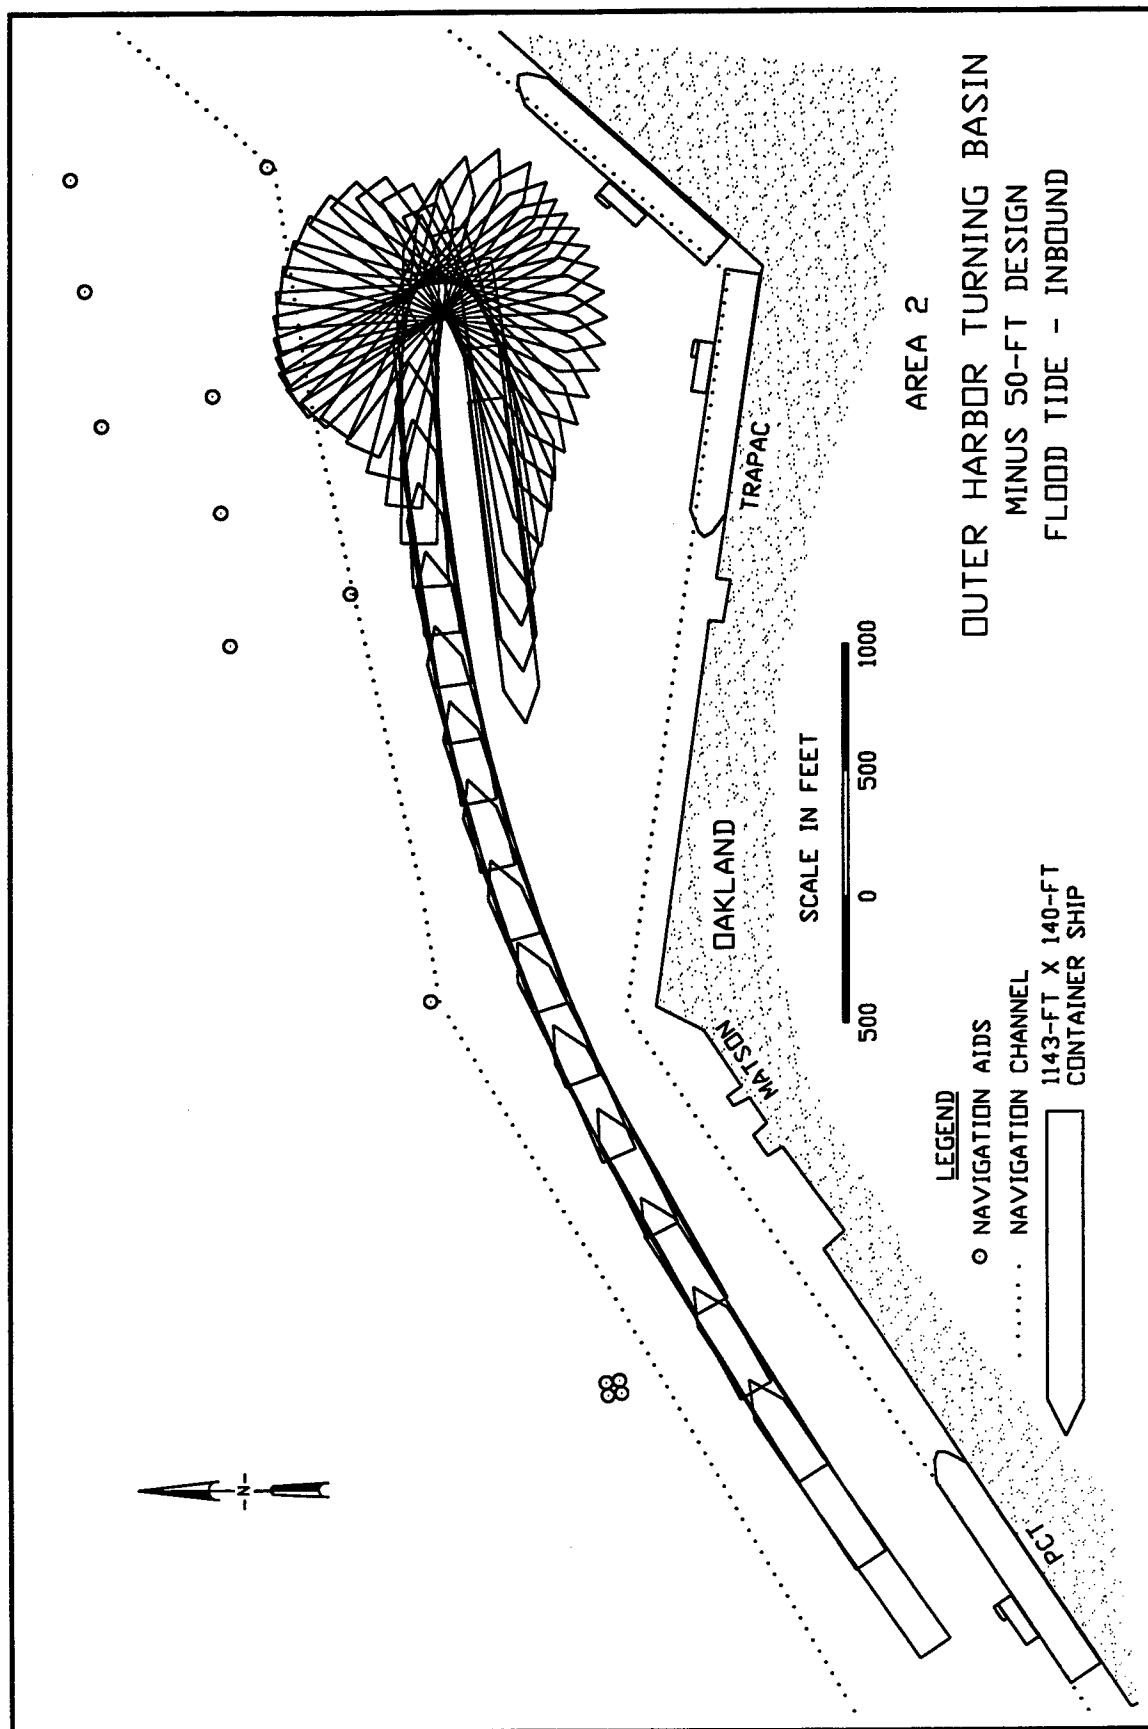 -N-
TRAPAC
OAKLAND
MATSON
PCT
SCALE IN FEET
500 0 500 1000
LEGEND
NAVIGATION AIDS
NAVIGATION CHANNEL
1143-FT X 140-FT
CONTAINER SHIP
AREA 2
OUTER HARBOR TURNING BASIN
MINUS 50-FT DESIGN
FLOOD TIDE - INBOUND